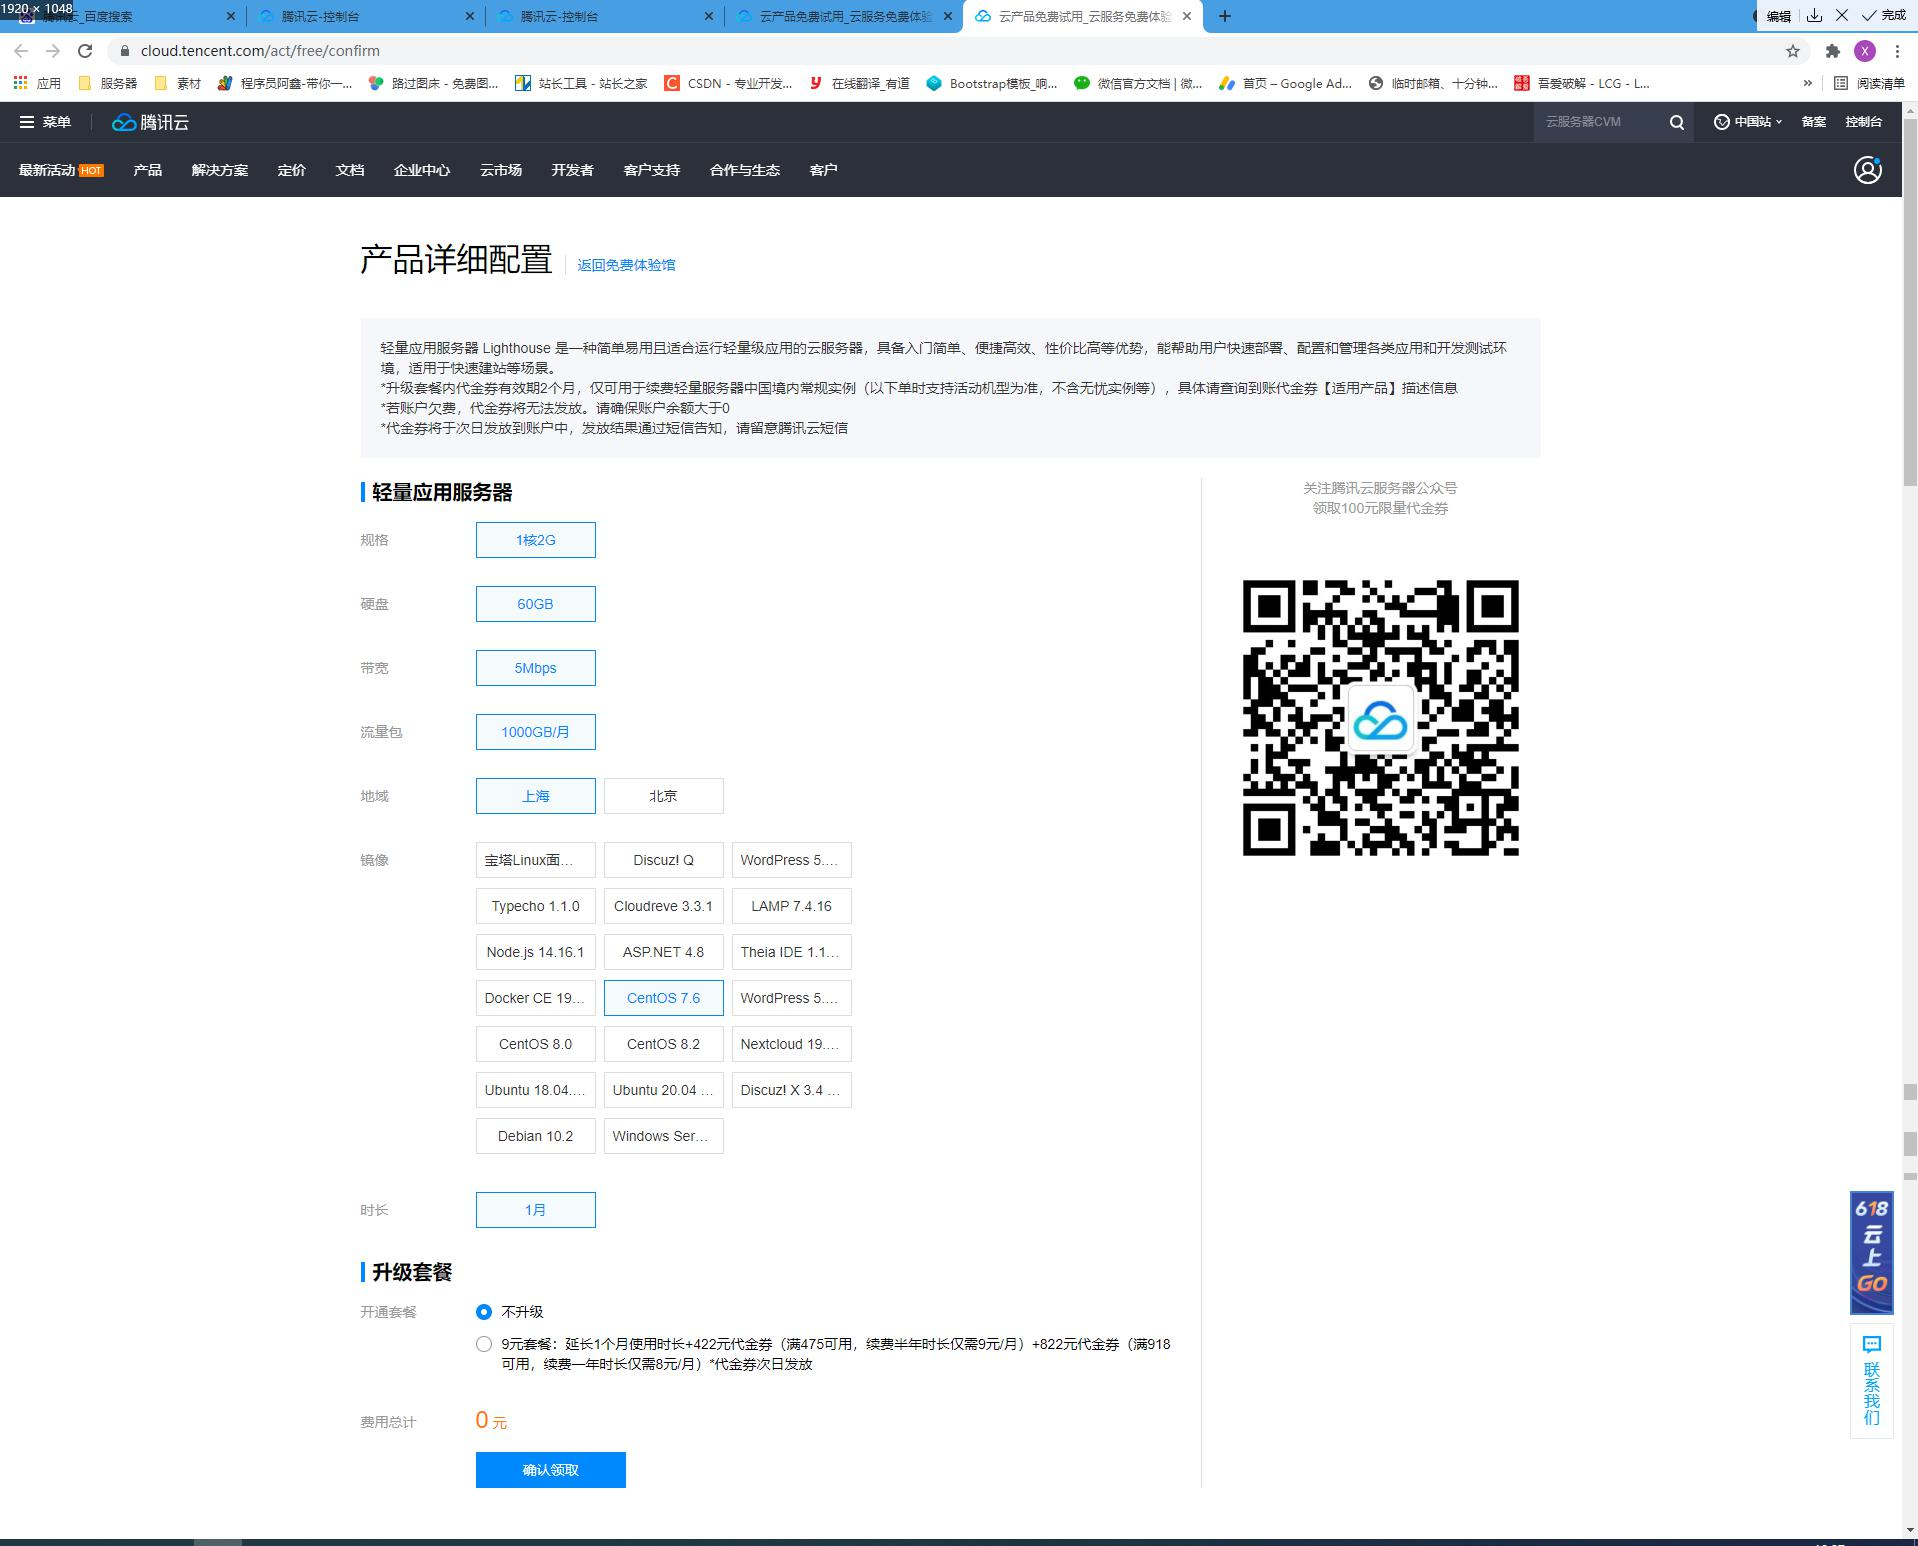 1920 × 1048
腾讯云_百度搜索
腾讯云-控制台
腾讯云-控制台
云产品免费试用_云服务免费体验
云产品免费试用_云服务免费体验
编辑
完成
cloud.tencent.com/act/free/confirm
X
应用 服务器 素材 程序员阿鑫-带你一... 路过图床 - 免费图... 站长工具 - 站长之家 CSDN - 专业开发... 在线翻译_有道 Bootstrap模板_响... 微信官方文档 | 微... 首页 – Google Ad... 临时邮箱、十分钟... 吾爱破解 - LCG - L... » 阅读清单
菜单 腾讯云 云服务器CVM 中国站 备案 控制台
最新活动 HOT 产品 解决方案 定价 文档 企业中心 云市场 开发者 客户支持 合作与生态 客户
产品详细配置 返回免费体验馆
轻量应用服务器 Lighthouse 是一种简单易用且适合运行轻量级应用的云服务器，具备入门简单、便捷高效、性价比高等优势，能帮助用户快速部署、配置和管理各类应用和开发测试环
境，适用于快速建站等场景。
*升级套餐内代金券有效期2个月，仅可用于续费轻量服务器中国境内常规实例（以下单时支持活动机型为准，不含无忧实例等），具体请查询到账代金券【适用产品】描述信息
*若账户欠费，代金券将无法发放。请确保账户余额大于0
*代金券将于次日发放到账户中，发放结果通过短信告知，请留意腾讯云短信
轻量应用服务器
规格 1核2G
硬盘 60GB
带宽 5Mbps
流量包 1000GB/月
地域 上海 北京
镜像 宝塔Linux面... Discuz! Q WordPress 5....
Typecho 1.1.0 Cloudreve 3.3.1 LAMP 7.4.16
Node.js 14.16.1 ASP.NET 4.8 Theia IDE 1.1...
Docker CE 19... CentOS 7.6 WordPress 5....
CentOS 8.0 CentOS 8.2 Nextcloud 19....
Ubuntu 18.04.... Ubuntu 20.04 ... Discuz! X 3.4 ...
Debian 10.2 Windows Ser...
时长 1月
升级套餐
开通套餐 不升级
9元套餐：延长1个月使用时长+422元代金券（满475可用，续费半年时长仅需9元/月）+822元代金券（满918
可用，续费一年时长仅需8元/月）*代金券次日发放
费用总计 0 元
确认领取
关注腾讯云服务器公众号
领取100元限量代金券
618
云
上
GO
联
系
我
们